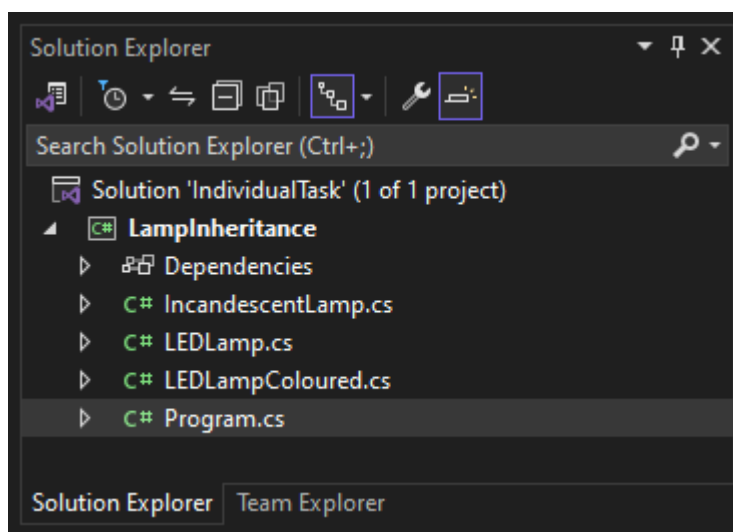 Solution Explorer
Search Solution Explorer (Ctrl+;)
Solution 'IndividualTask' (1 of 1 project)
C# LampInheritance
Dependencies
C# IncandescentLamp.cs
C# LEDLamp.cs
C# LEDLampColoured.cs
C# Program.cs
Solution Explorer Team Explorer